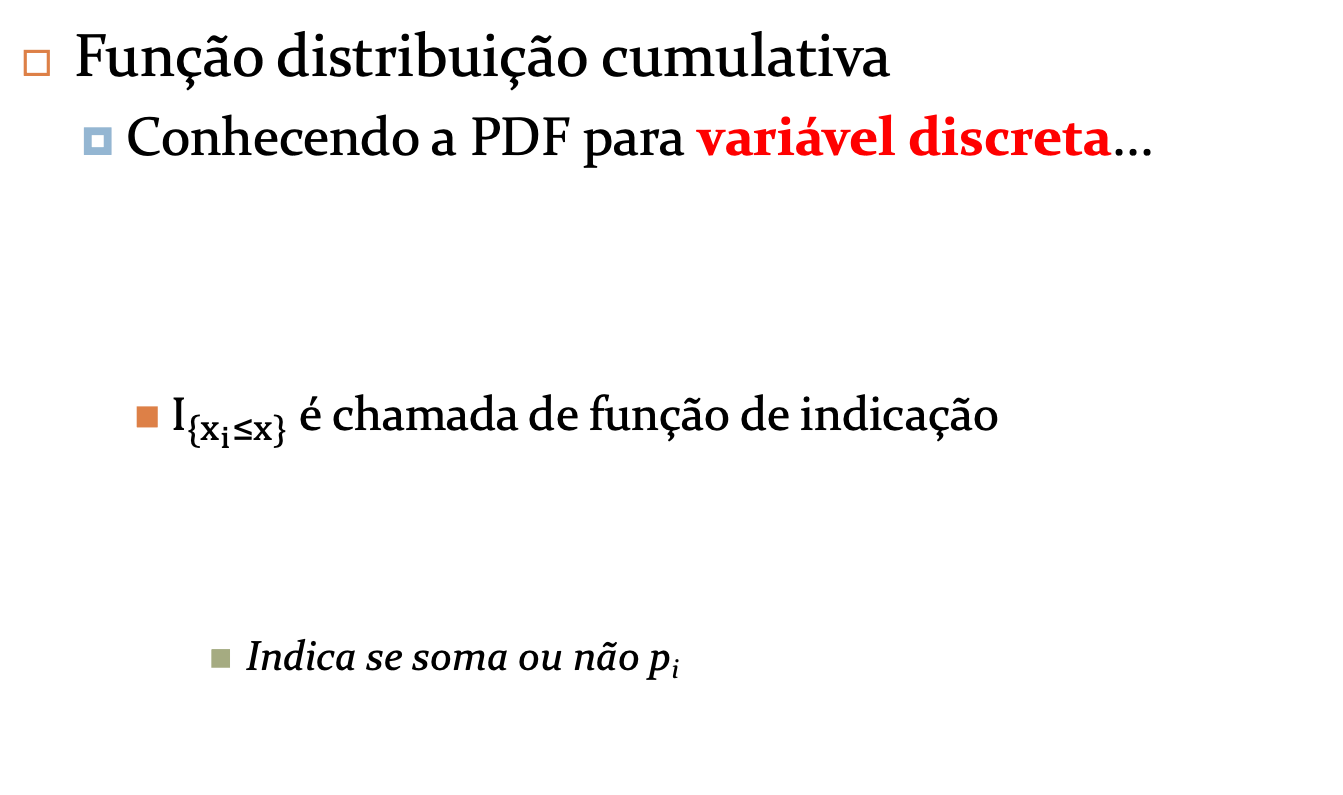 Função distribuição cumulativa
Conhecendo a PDF para variável discreta...
I{xi≤x} é chamada de função de indicação
Indica se soma ou não pi